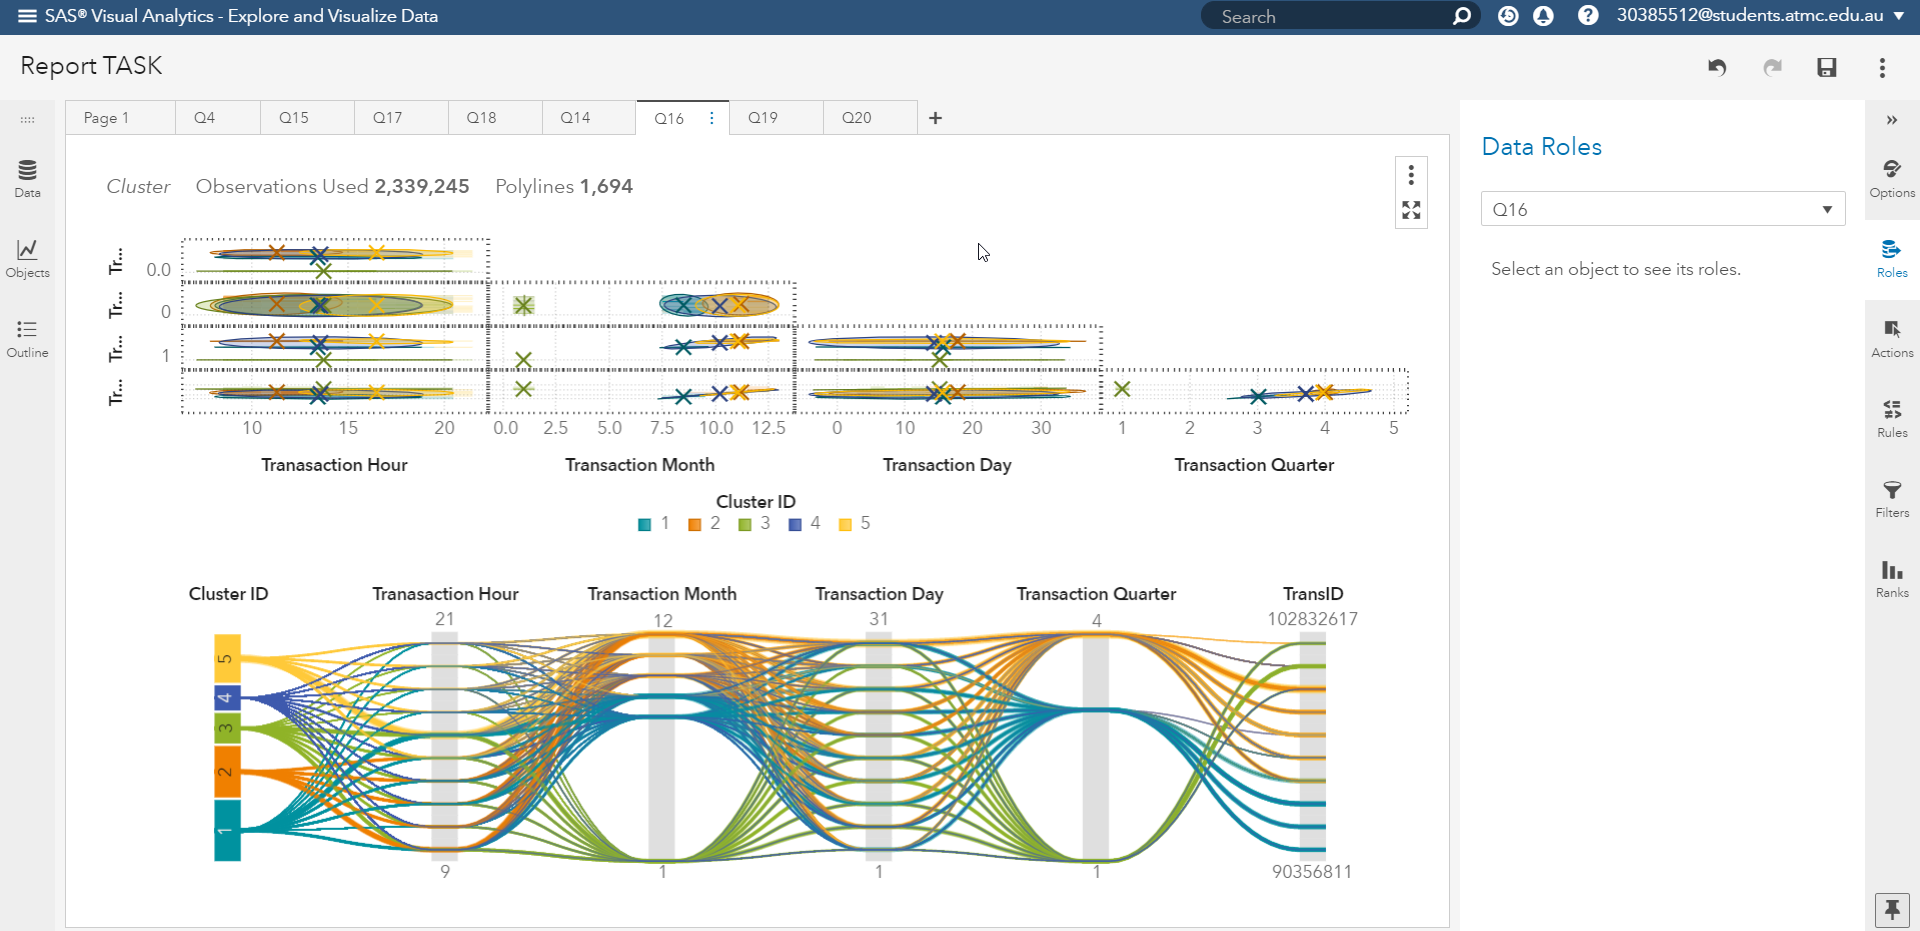 SAS® Visual Analytics - Explore and Visualize Data
Search
30385512@students.atmc.edu.au
Report TASK
Page 1
Q4
Q15
Q17
Q18
Q14
Q16
Q19
Q20
Data
Objects
Outline
Cluster Observations Used 2,339,245 Polylines 1,694
Tr...
0.0
Tr...
0
Tr...
1
Tr...
10 15 20 0.0 2.5 5.0 7.5 10.0 12.5 0 10 20 30 1 2 3 4 5
Tranasaction Hour
Transaction Month
Transaction Day
Transaction Quarter
Cluster ID
1 2 3 4 5
Cluster ID
Tranasaction Hour
Transaction Month
Transaction Day
Transaction Quarter
TransID
21 12 31 4 102832617
5
4
3
2
1
9 1 1 1 90356811
Data Roles
Q16
Select an object to see its roles.
Options
Roles
Actions
Rules
Filters
Ranks